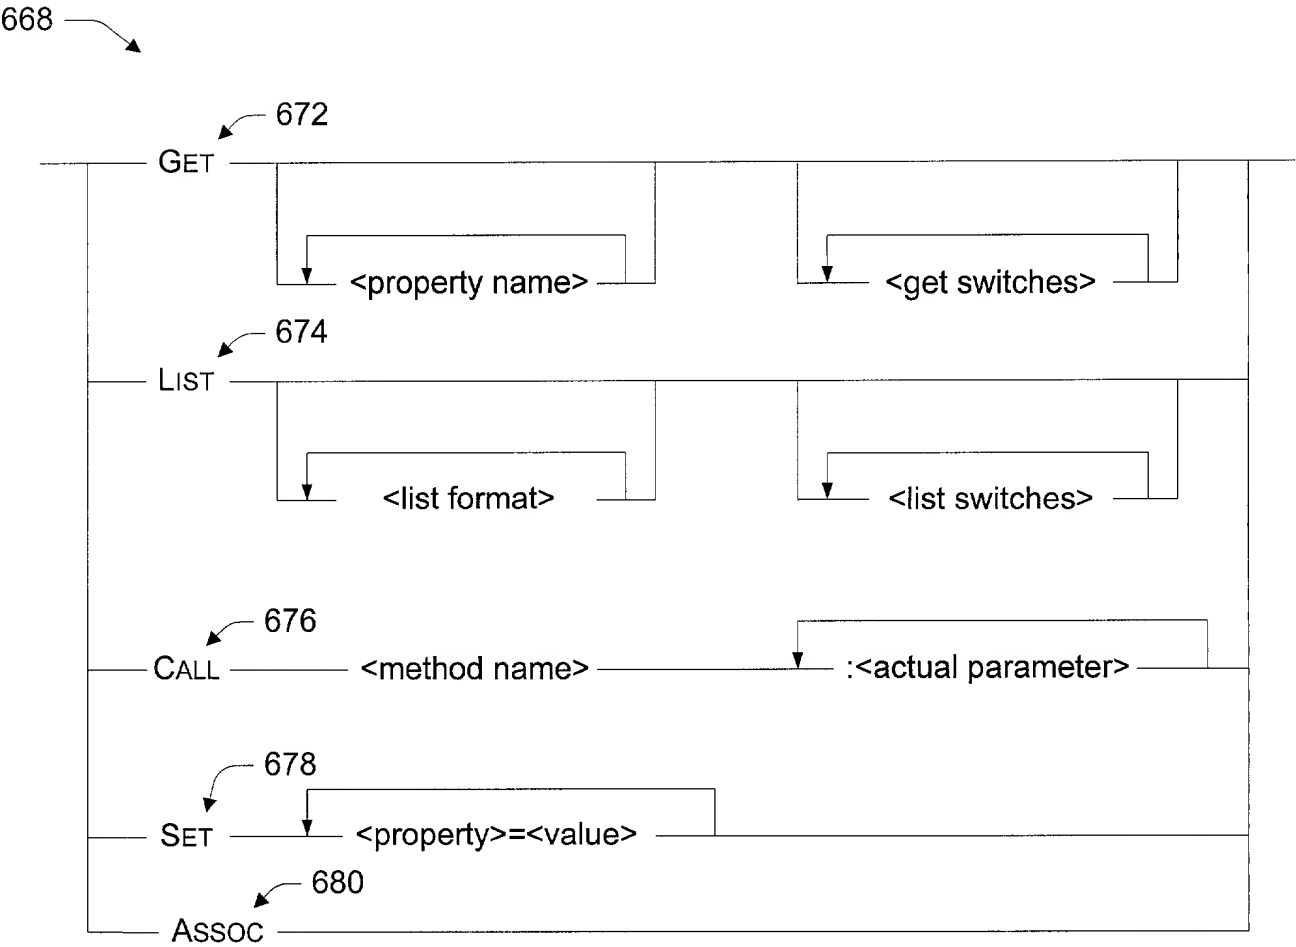 668
672
GET
<property name> <get switches>
674
LIST
<list format> <list switches>
676
CALL <method name> :<actual parameter>
678
SET <property>=<value>
680
ASSOC